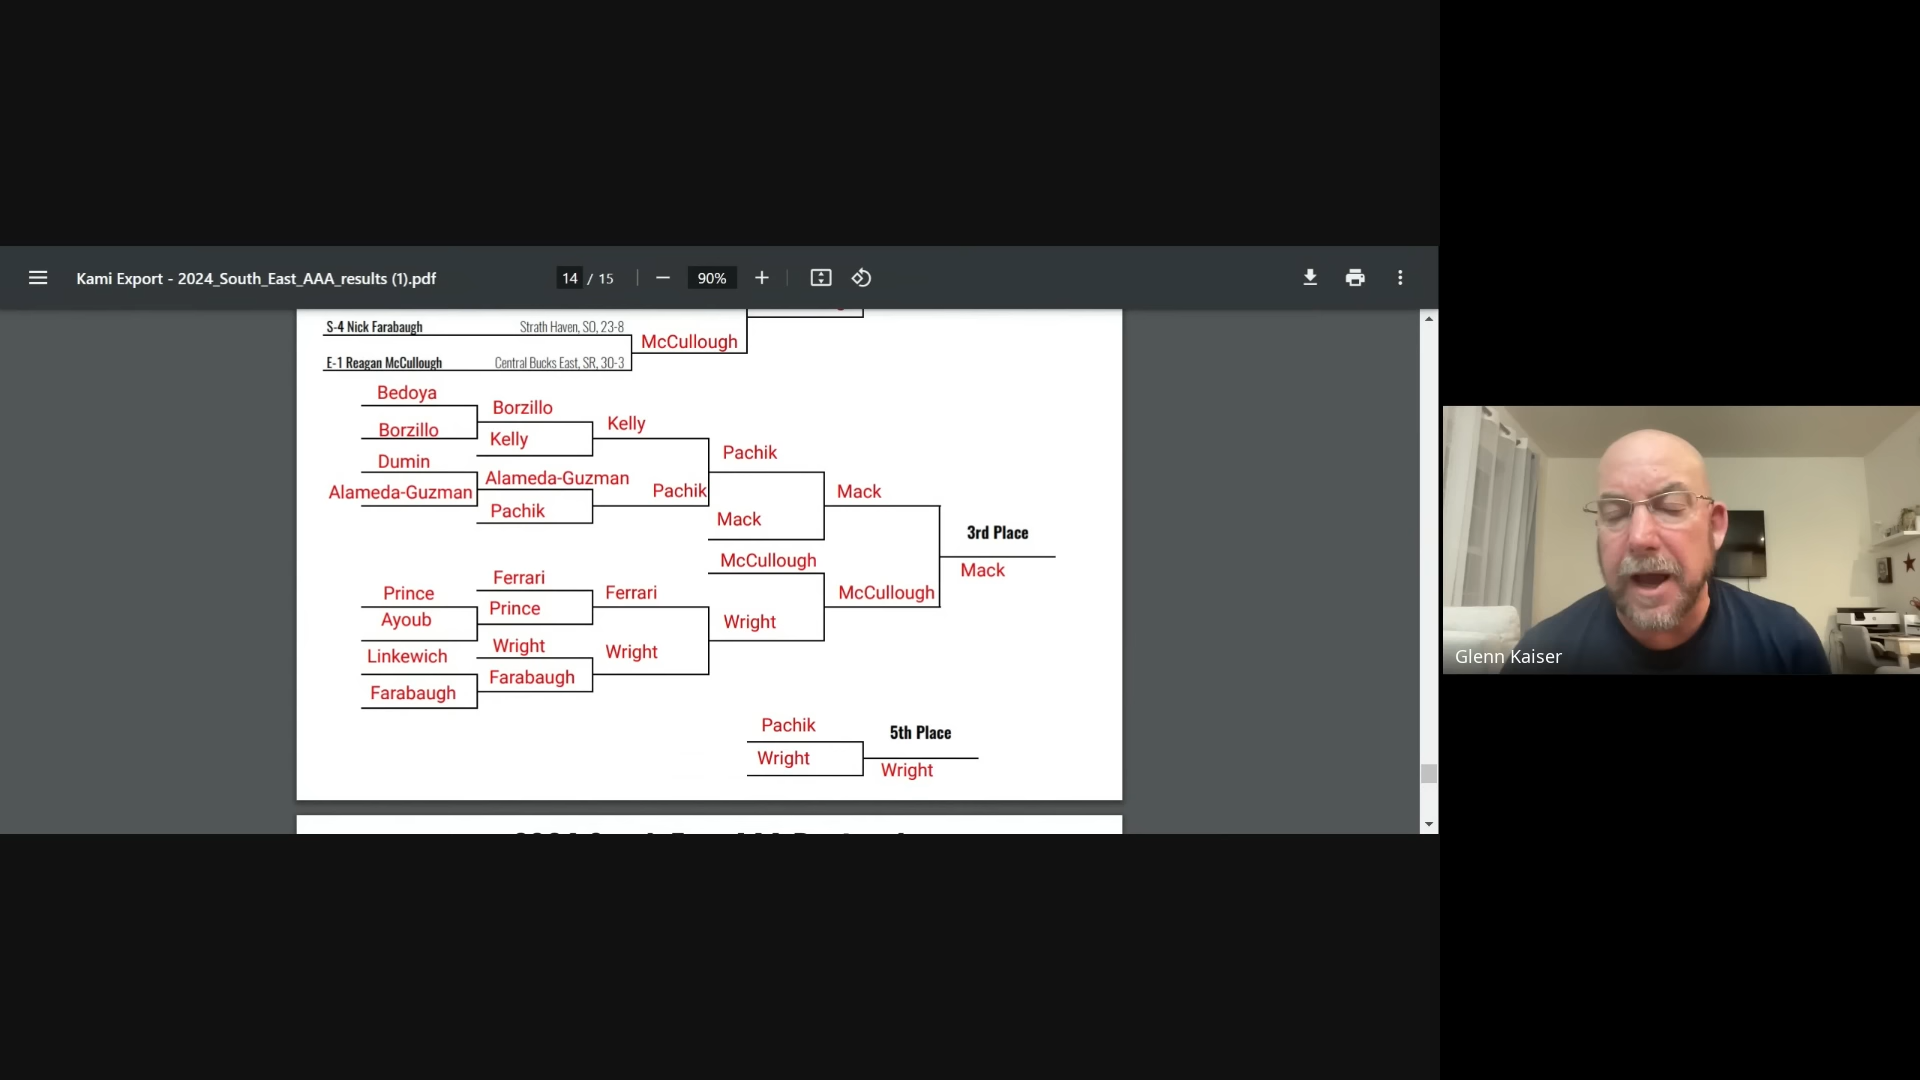 Kami Export - 2024_South_East_AAA_results (1).pdf
14 / 15
90%
S-4 Nick Farabaugh Strath Haven, SO, 23-8
McCullough
E-1 Reagan McCullough Central Bucks East, SR, 30-3
Bedoya
Borzillo
Kelly
Borzillo
Kelly
Pachik
Dumin
Alameda-Guzman
Alameda-Guzman
Pachik
Mack
Pachik
Mack
3rd Place
McCullough
Mack
Ferrari
Prince
Ferrari
McCullough
Prince
Ayoub
Wright
Wright
Linkewich
Wright
Farabaugh
Farabaugh
Pachik
5th Place
Wright
Wright
Glenn Kaiser